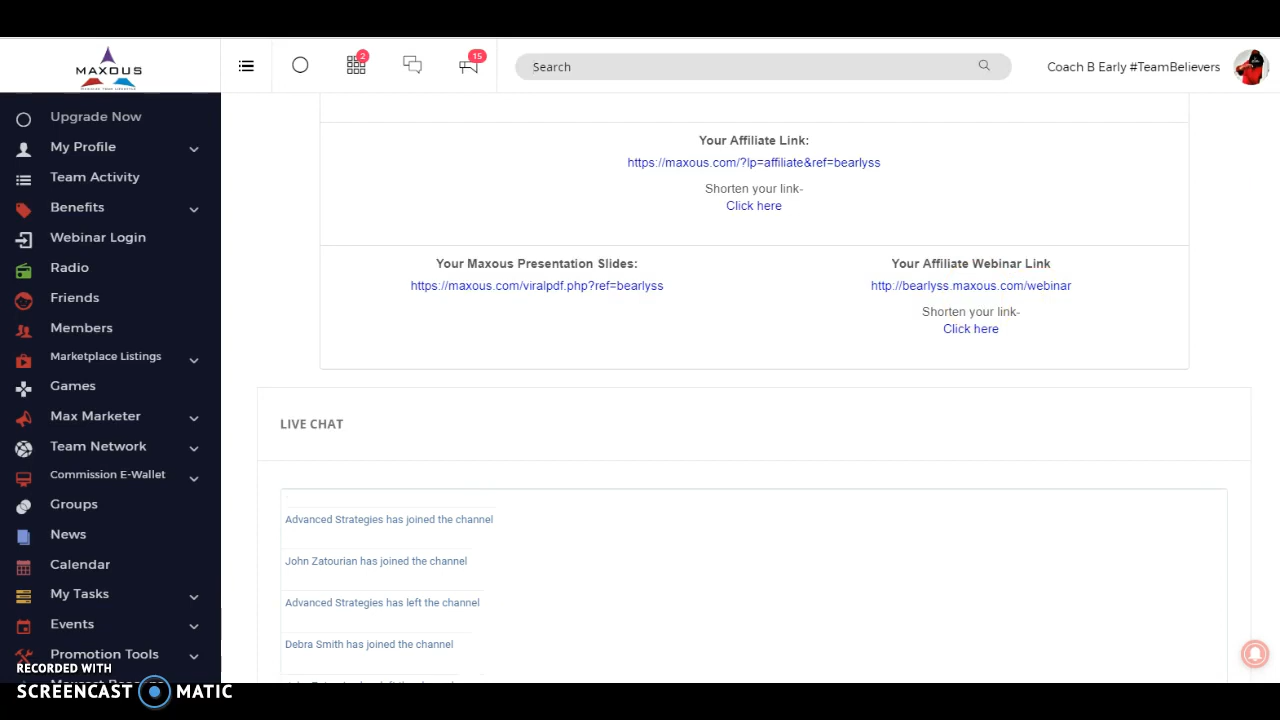 MAXOUS
2
15
Search
Coach B Early #TeamBelievers
Upgrade Now
My Profile
Team Activity
Benefits
Webinar Login
Radio
Friends
Members
Marketplace Listings
Games
Max Marketer
Team Network
Commission E-Wallet
Groups
News
Calendar
My Tasks
Events
Promotion Tools
Your Affiliate Link:
https://maxous.com/?lp=affiliate&ref=bearlyss
Shorten your link-
Click here
Your Maxous Presentation Slides:
https://maxous.com/viralpdf.php?ref=bearlyss
Your Affiliate Webinar Link
http://bearlyss.maxous.com/webinar
Shorten your link-
Click here
LIVE CHAT
Advanced Strategies has joined the channel
John Zatourian has joined the channel
Advanced Strategies has left the channel
Debra Smith has joined the channel
RECORDED WITH
SCREENCAST MATIC